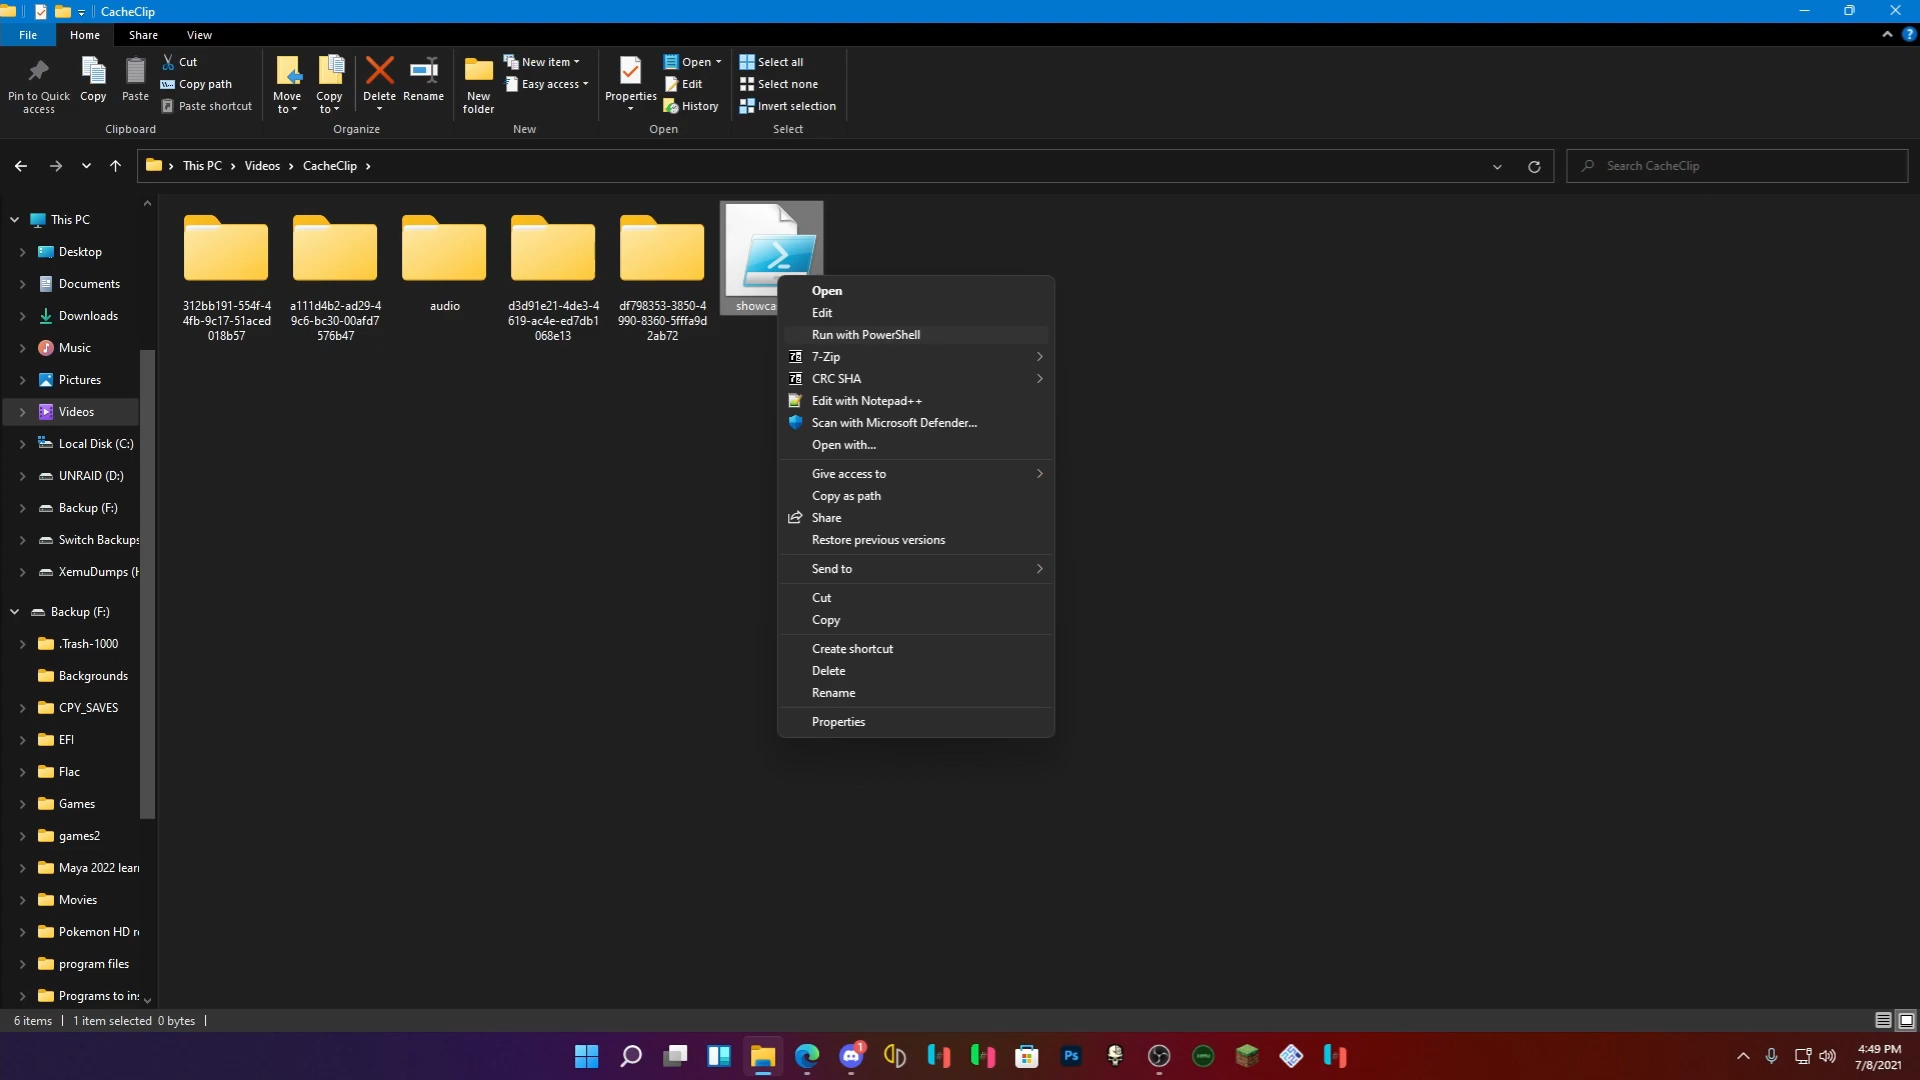 CacheClip
File
Home
Share
View
Pin to Quick
access
Copy
Paste
Cut
Copy path
Paste shortcut
Clipboard
Move
to
Copy
to
Delete
Rename
Organize
New
folder
New item
Easy access
New
Properties
Open
Edit
History
Open
Select all
Select none
Invert selection
Select
This PC
Videos
CacheClip
Search CacheClip
This PC
Desktop
Documents
Downloads
Music
Pictures
Videos
Local Disk (C:)
UNRAID (D:)
Backup (F:)
Switch Backups
XemuDumps (H
Backup (F:)
.Trash-1000
Backgrounds
CPY_SAVES
EFI
Flac
Games
games2
Maya 2022 lear
Movies
Pokemon HD r
program files
Programs to in
312bb191-554f-4
4fb-9c17-51aced
018b57
a111d4b2-ad29-4
9c6-bc30-00afd7
576b47
audio
d3d91e21-4de3-4
619-ac4e-ed7db1
068e13
df798353-3850-4
990-8360-5fffa9d
2ab72
showca
Open
Edit
Run with PowerShell
7-Zip
CRC SHA
Edit with Notepad++
Scan with Microsoft Defender...
Open with...
Give access to
Copy as path
Share
Restore previous versions
Send to
Cut
Copy
Create shortcut
Delete
Rename
Properties
6 items
1 item selected 0 bytes
1
Ps
4:49 PM
7/8/2021